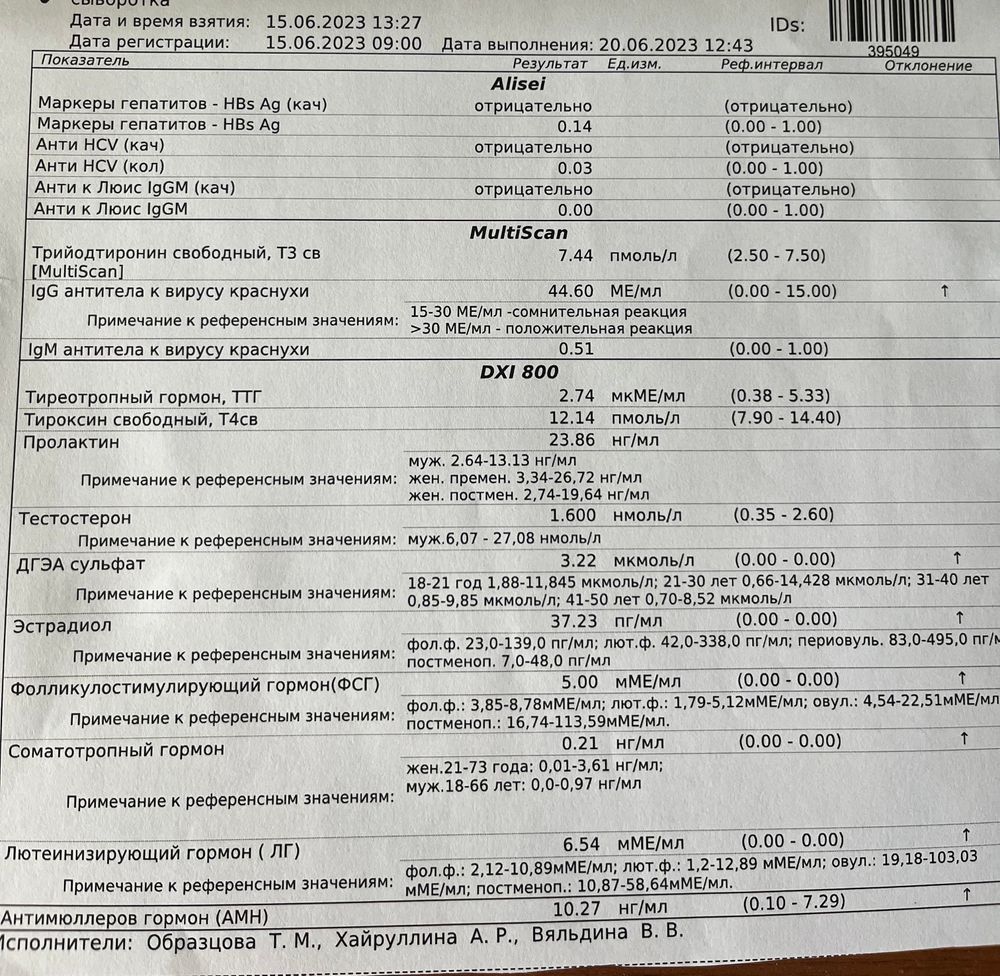 сыворотка
Дата и время взятия: 15.06.2023 13:27
IDs:
Дата регистрации: 15.06.2023 09:00 Дата выполнения: 20.06.2023 12:43
395049
Показатель Результат Ед.изм. Реф.интервал Отклонение
Alisei
Маркеры гепатитов - HBs Ag (кач) отрицательно (отрицательно)
Маркеры гепатитов - HBs Ag 0.14 (0.00 - 1.00)
Анти HCV (кач) отрицательно (отрицательно)
Анти HCV (кол) 0.03 (0.00 - 1.00)
Анти к Люис IgGM (кач) отрицательно (отрицательно)
Анти к Люис IgGM 0.00 (0.00 - 1.00)
MultiScan
Трийодтиронин свободный, Т3 св 7.44 пмоль/л (2.50 - 7.50)
[MultiScan]
IgG антитела к вирусу краснухи 44.60 МЕ/мл (0.00 - 15.00) ↑
Примечание к референсным значениям: 15-30 МЕ/мл -сомнительная реакция
>30 МЕ/мл - положительная реакция
IgM антитела к вирусу краснухи 0.51 (0.00 - 1.00)
DXI 800
Тиреотропный гормон, ТТГ 2.74 мкМЕ/мл (0.38 - 5.33)
Тироксин свободный, Т4св 12.14 пмоль/л (7.90 - 14.40)
Пролактин 23.86 нг/мл
муж. 2.64-13.13 нг/мл
Примечание к референсным значениям: жен. премен. 3,34-26,72 нг/мл
жен. постмен. 2,74-19,64 нг/мл
Тестостерон 1.600 нмоль/л (0.35 - 2.60)
Примечание к референсным значениям: муж.6,07 - 27,08 нмоль/л
ДГЭА сульфат 3.22 мкмоль/л (0.00 - 0.00) ↑
Примечание к референсным значениям: 18-21 год 1,88-11,845 мкмоль/л; 21-30 лет 0,66-14,428 мкмоль/л; 31-40 лет
0,85-9,85 мкмоль/л; 41-50 лет 0,70-8,52 мкмоль/л
Эстрадиол 37.23 пг/мл (0.00 - 0.00) ↑
Примечание к референсным значениям: фол.ф. 23,0-139,0 пг/мл; лют.ф. 42,0-338,0 пг/мл; периовуль. 83,0-495,0 пг/м
постменоп. 7,0-48,0 пг/мл
Фолликулостимулирующий гормон(ФСГ) 5.00 мМЕ/мл (0.00 - 0.00) ↑
Примечание к референсным значениям: фол.ф.: 3,85-8,78мМЕ/мл; лют.ф.: 1,79-5,12мМЕ/мл; овул.: 4,54-22,51мМЕ/мл
постменоп.: 16,74-113,59мМЕ/мл.
Соматотропный гормон 0.21 нг/мл (0.00 - 0.00) ↑
жен.21-73 года: 0,01-3,61 нг/мл;
муж.18-66 лет: 0,0-0,97 нг/мл
Примечание к референсным значениям:
Лютеинизирующий гормон ( ЛГ) 6.54 мМЕ/мл (0.00 - 0.00) ↑
Примечание к референсным значениям: фол.ф.: 2,12-10,89мМЕ/мл; лют.ф.: 1,2-12,89 мМЕ/мл; овул.: 19,18-103,03
мМЕ/мл; постменоп.: 10,87-58,64мМЕ/мл.
Антимюллеров гормон (АМН) 10.27 нг/мл (0.10 - 7.29) ↑
Исполнители: Образцова Т. М., Хайруллина А. Р., Вяльдина В. В.